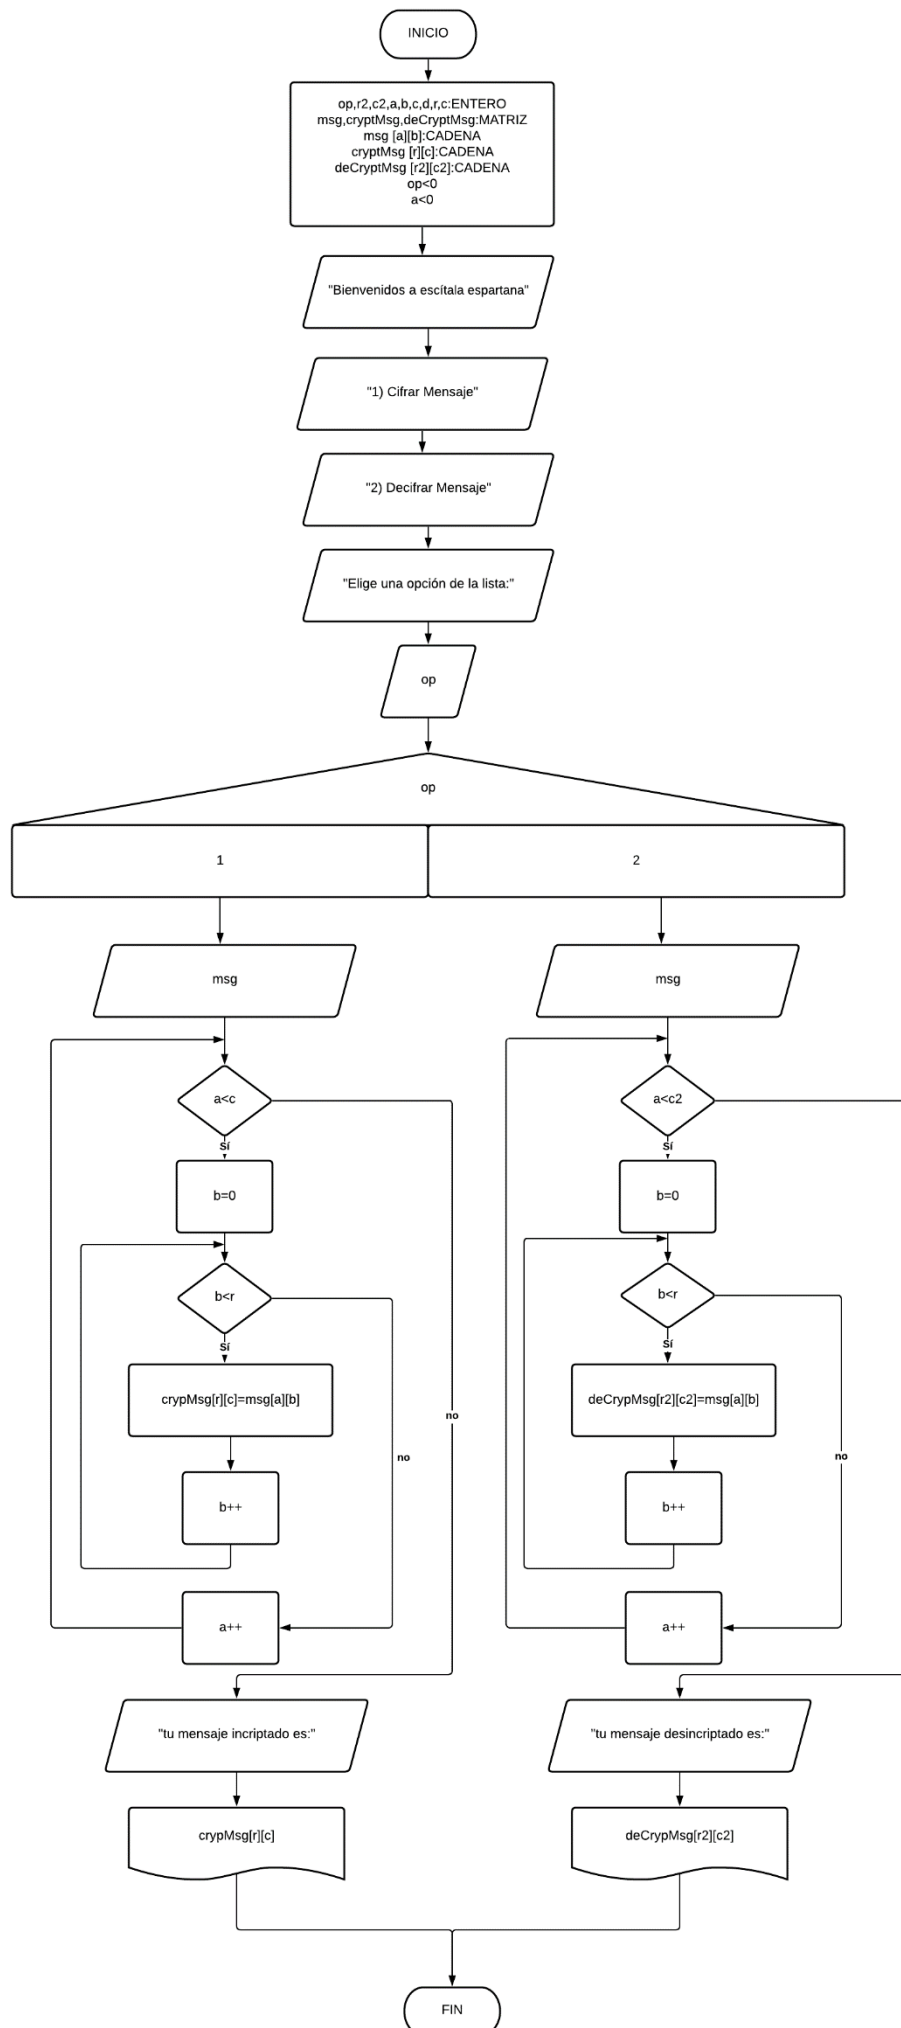 INICIO
op,r2,c2,a,b,c,d,r,c:ENTERO
msg,cryptMsg,deCryptMsg:MATRIZ
msg [a][b]:CADENA
cryptMsg [r][c]:CADENA
deCryptMsg [r2][c2]:CADENA
op<0
a<0
"Bienvenidos a escítala espartana"
"1) Cifrar Mensaje"
"2) Decifrar Mensaje"
"Elige una opción de la lista:"
op
op
1
2
msg
a<c
Sí
b=0
b<r
Sí
crypMsg[r][c]=msg[a][b]
no
no
b++
a++
"tu mensaje incriptado es:"
crypMsg[r][c]
msg
a<c2
Sí
b=0
b<r
Sí
deCrypMsg[r2][c2]=msg[a][b]
no
b++
a++
"tu mensaje desincriptado es:"
deCrypMsg[r2][c2]
FIN